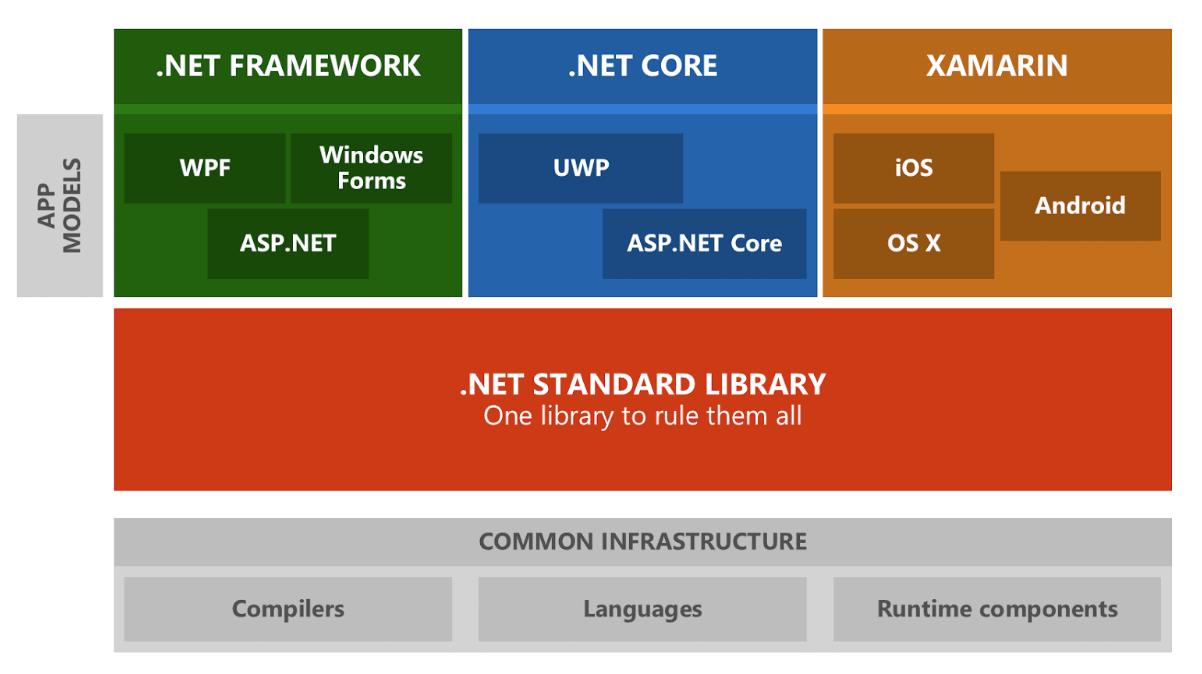 .NET FRAMEWORK
.NET CORE
XAMARIN
APP
MODELS
WPF
Windows
Forms
ASP.NET
UWP
ASP.NET Core
iOS
OS X
Android
.NET STANDARD LIBRARY
One library to rule them all
COMMON INFRASTRUCTURE
Compilers
Languages
Runtime components